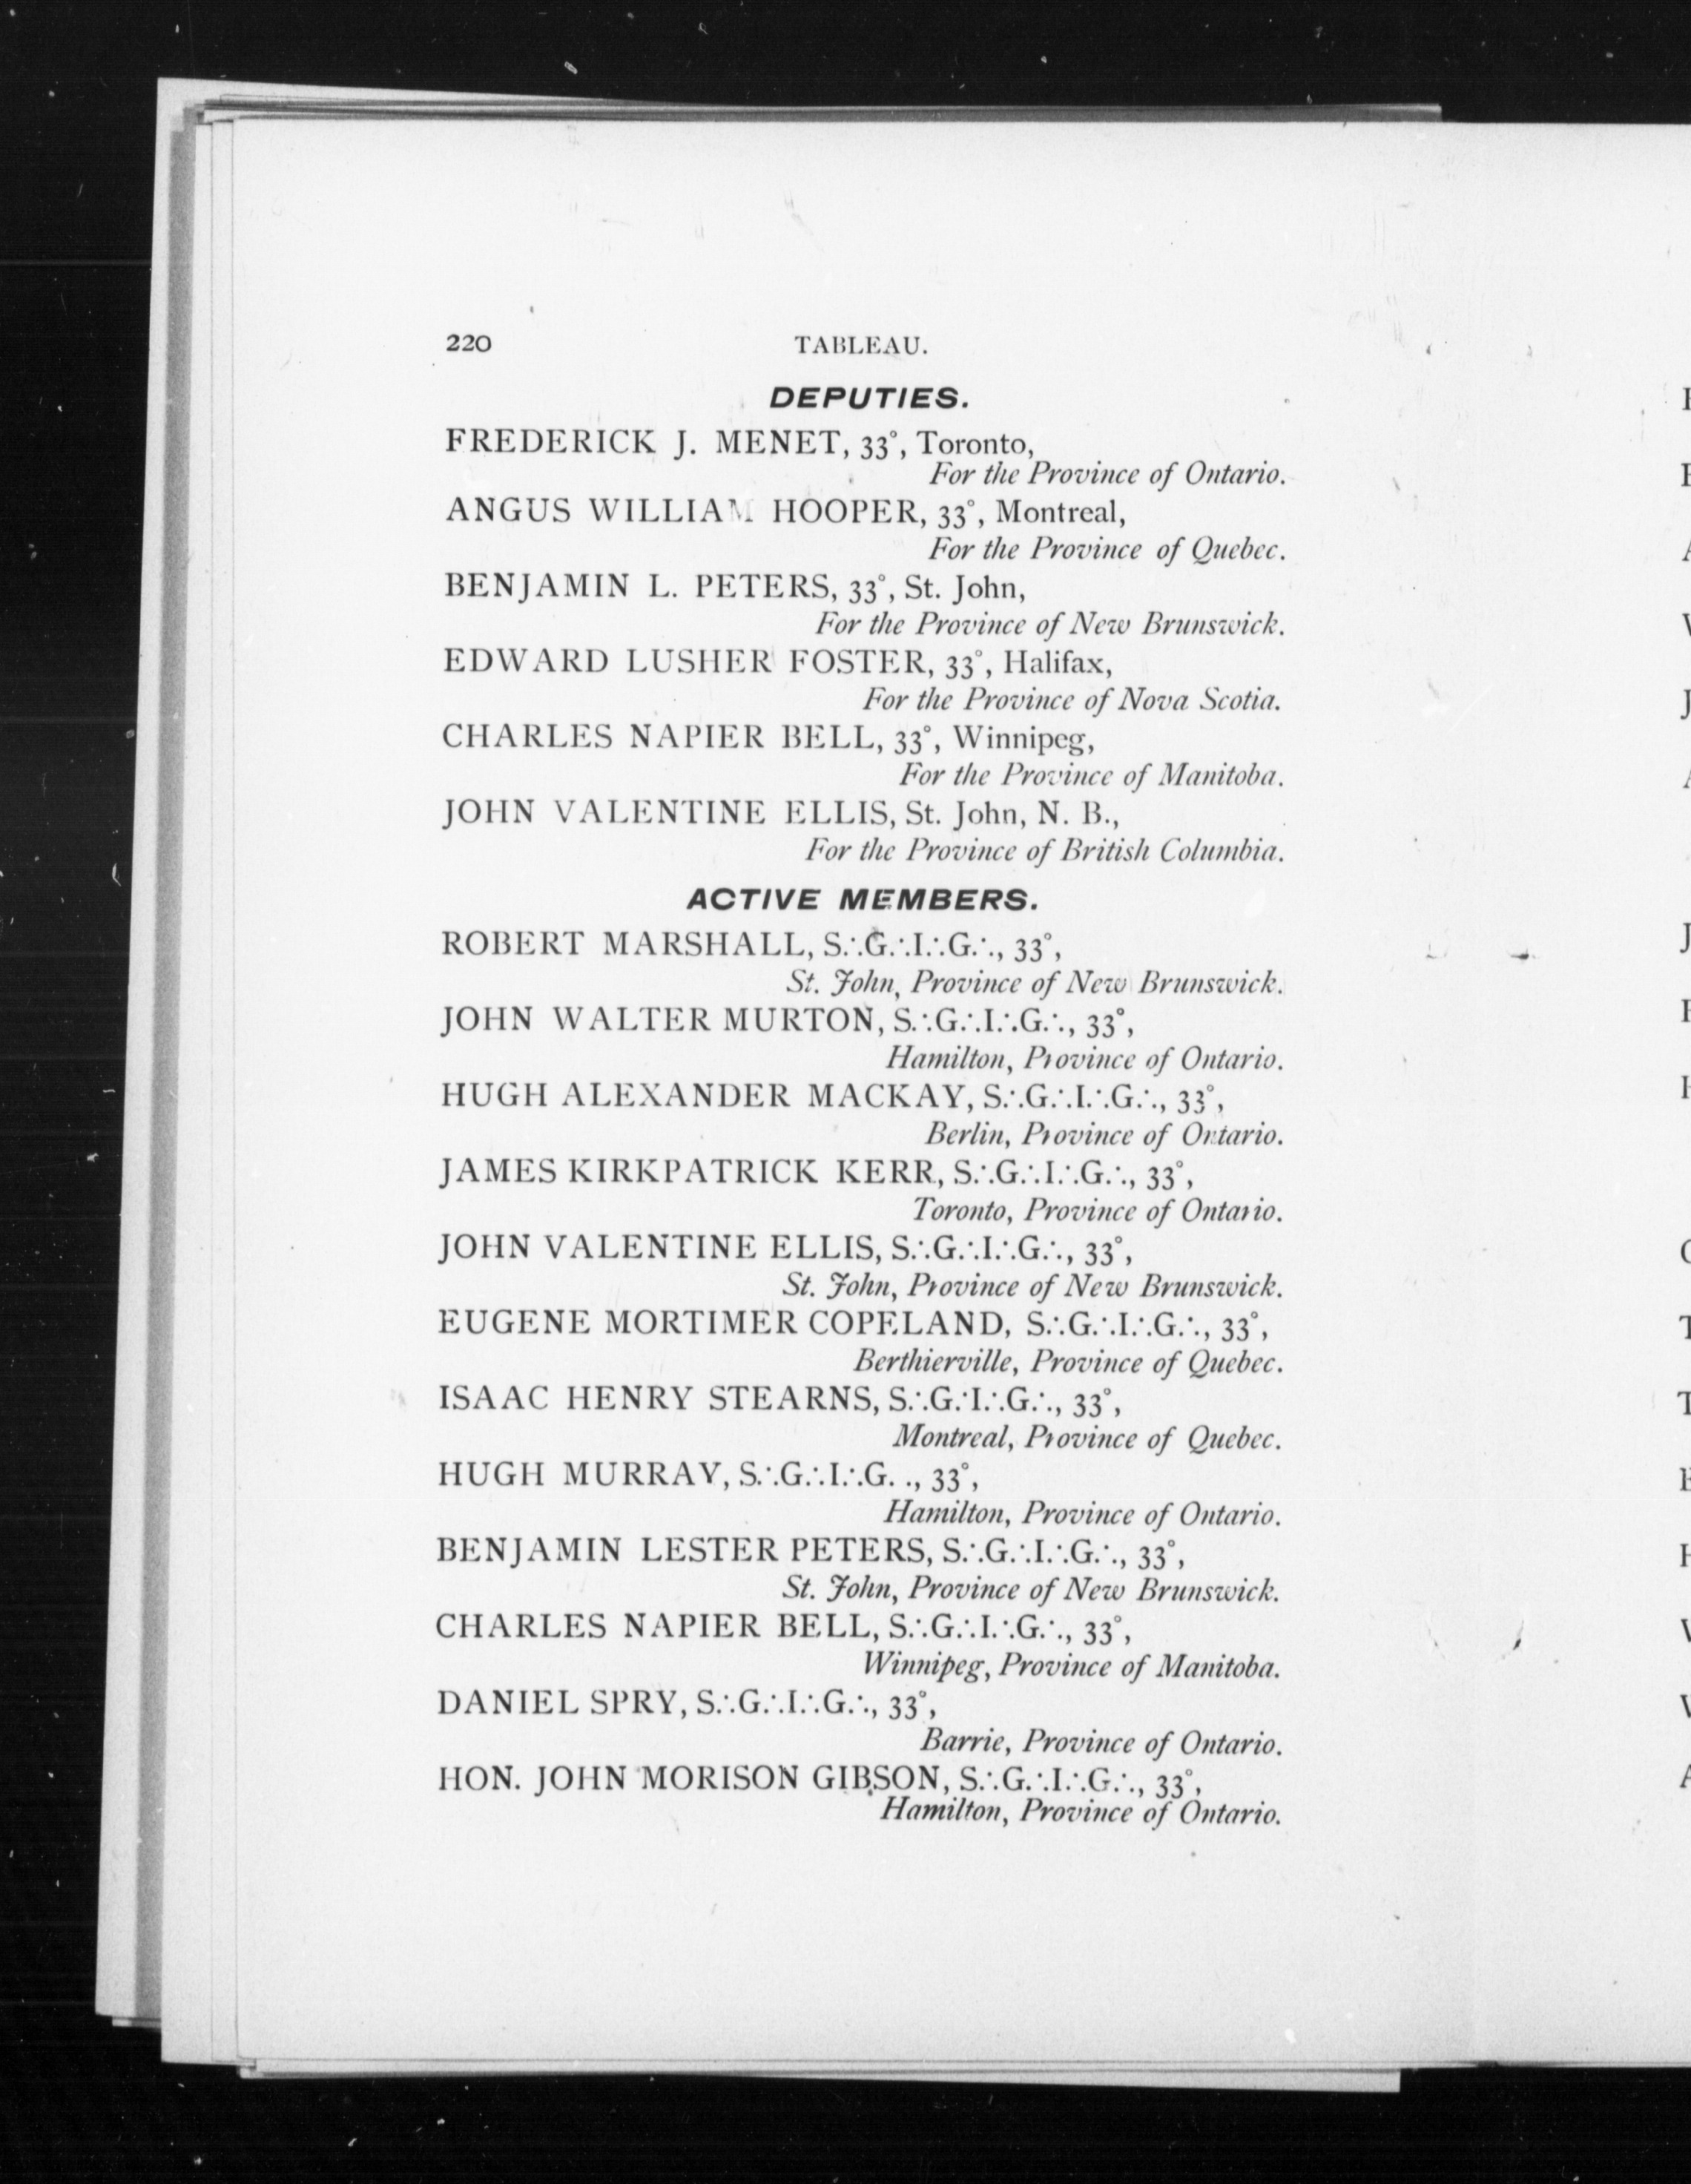 220 TABLEAU.
DEPUTIES.
FREDERICK J. MENET, 33°, Toronto,
For the Province of Ontario.
ANGUS WILLIAM HOOPER, 33°, Montreal,
For the Province of Quebec.
BENJAMIN L. PETERS, 33°, St. John,
For the Province of New Brunswick.
EDWARD LUSHER FOSTER, 33°, Halifax,
For the Province of Nova Scotia.
CHARLES NAPIER BELL, 33°, Winnipeg,
For the Province of Manitoba.
JOHN VALENTINE ELLIS, St. John, N. B.,
For the Province of British Columbia.
ACTIVE MEMBERS.
ROBERT MARSHALL, S∴G∴I∴G∴, 33°,
St. John, Province of New Brunswick.
JOHN WALTER MURTON, S∴G∴I∴G∴, 33°,
Hamilton, Province of Ontario.
HUGH ALEXANDER MACKAY, S∴G∴I∴G∴, 33°,
Berlin, Province of Ontario.
JAMES KIRKPATRICK KERR, S∴G∴I∴G∴, 33°,
Toronto, Province of Ontario.
JOHN VALENTINE ELLIS, S∴G∴I∴G∴, 33°,
St. John, Province of New Brunswick.
EUGENE MORTIMER COPELAND, S∴G∴I∴G∴, 33°,
Berthierville, Province of Quebec.
ISAAC HENRY STEARNS, S∴G∴I∴G∴, 33°,
Montreal, Province of Quebec.
HUGH MURRAY, S∴G∴I∴G. ., 33°,
Hamilton, Province of Ontario.
BENJAMIN LESTER PETERS, S∴G∴I∴G∴, 33°,
St. John, Province of New Brunswick.
CHARLES NAPIER BELL, S∴G∴I∴G∴, 33°,
Winnipeg, Province of Manitoba.
DANIEL SPRY, S∴G∴I∴G∴, 33°,
Barrie, Province of Ontario.
HON. JOHN MORISON GIBSON, S∴G∴I∴G∴, 33°,
Hamilton, Province of Ontario.